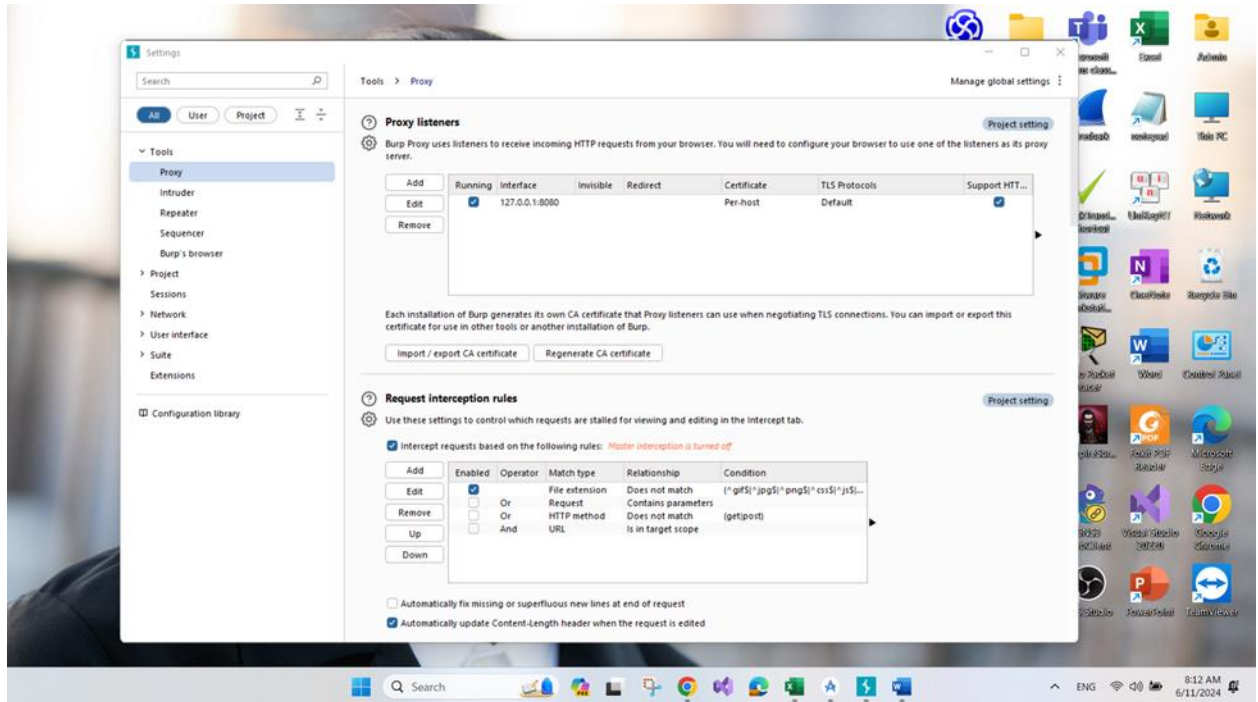 Settings
Search
Tools > Proxy
Manage global settings
All
User
Project
Tools
Proxy
Intruder
Repeater
Sequencer
Burp's browser
Project
Sessions
Network
User interface
Suite
Extensions
Configuration library
Proxy listeners
Project setting
Burp Proxy uses listeners to receive incoming HTTP requests from your browser. You will need to configure your browser to use one of the listeners as its proxy
server.
Add
Edit
Remove
Running Interface Invisible Redirect Certificate TLS Protocols Support HTT...
127.0.0.1:8080 Per-host Default
Each installation of Burp generates its own CA certificate that Proxy listeners can use when negotiating TLS connections. You can import or export this
certificate for use in other tools or another installation of Burp.
Import / export CA certificate
Regenerate CA certificate
Request interception rules
Project setting
Use these settings to control which requests are stalled for viewing and editing in the Intercept tab.
Intercept requests based on the following rules: Master interception is turned off
Add
Edit
Remove
Up
Down
Enabled Operator Match type Relationship Condition
File extension Does not match (^gif$|^jpg$|^png$|^css$|^js$|...
Or Request Contains parameters
Or HTTP method Does not match (get|post)
And URL Is in target scope
Automatically fix missing or superfluous new lines at end of request
Automatically update Content-Length header when the request is edited
Excel
Admin
notepad
This PC
UniKeyNT
Network
OneNote
Recycle Bin
Word
Control Panel
Foxit PDF
Reader
Microsoft
Edge
Visual Studio
Google
Chrome
PowerPoint
TeamViewer
Search
ENG
8:12 AM
6/11/2024